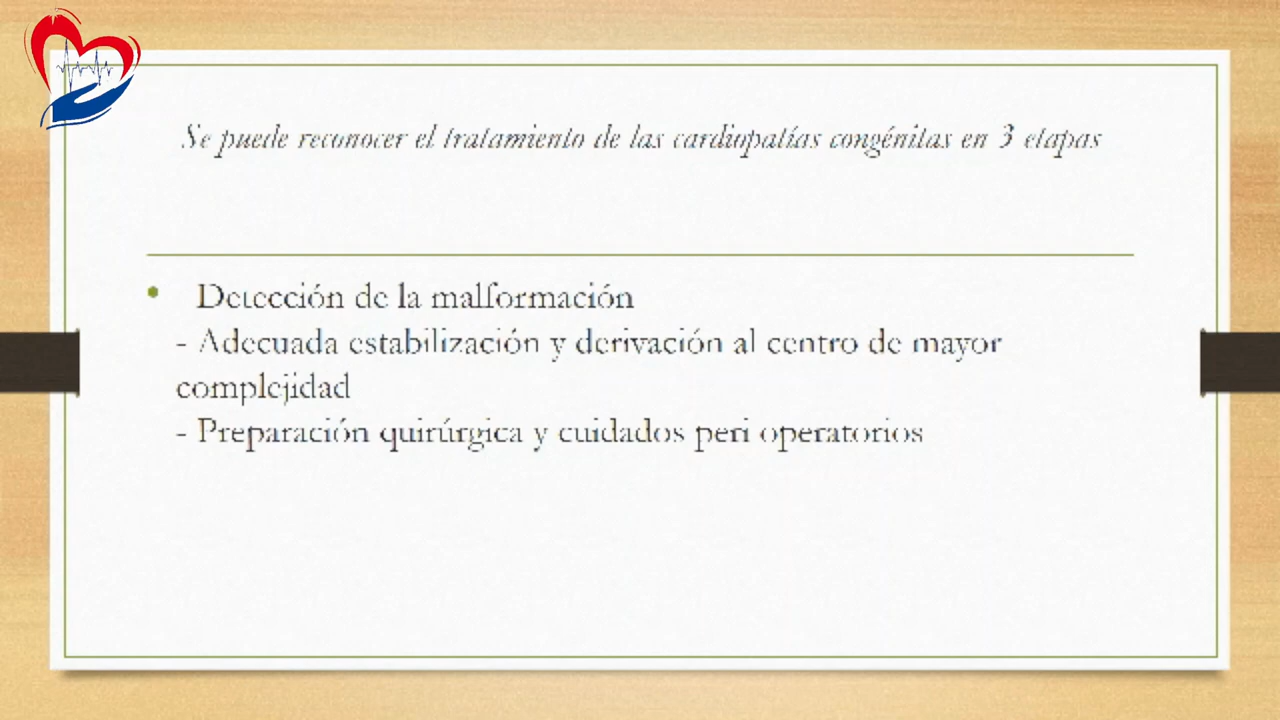 Se puede reconocer el tratamiento de las cardiopatías congénitas en 3 etapas
• Detección de la malformación
- Adecuada estabilización y derivación al centro de mayor
complejidad
- Preparación quirúrgica y cuidados peri operatorios